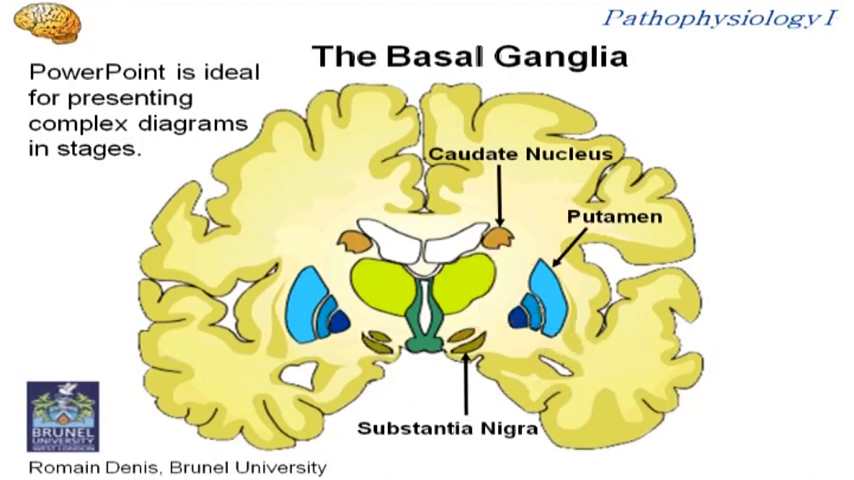 Pathophysiology I
The Basal Ganglia
PowerPoint is ideal
for presenting
complex diagrams
in stages.
Caudate Nucleus
Putamen
Substantia Nigra
BRUNEL
UNIVERSITY
WEST LONDON
Romain Denis, Brunel University